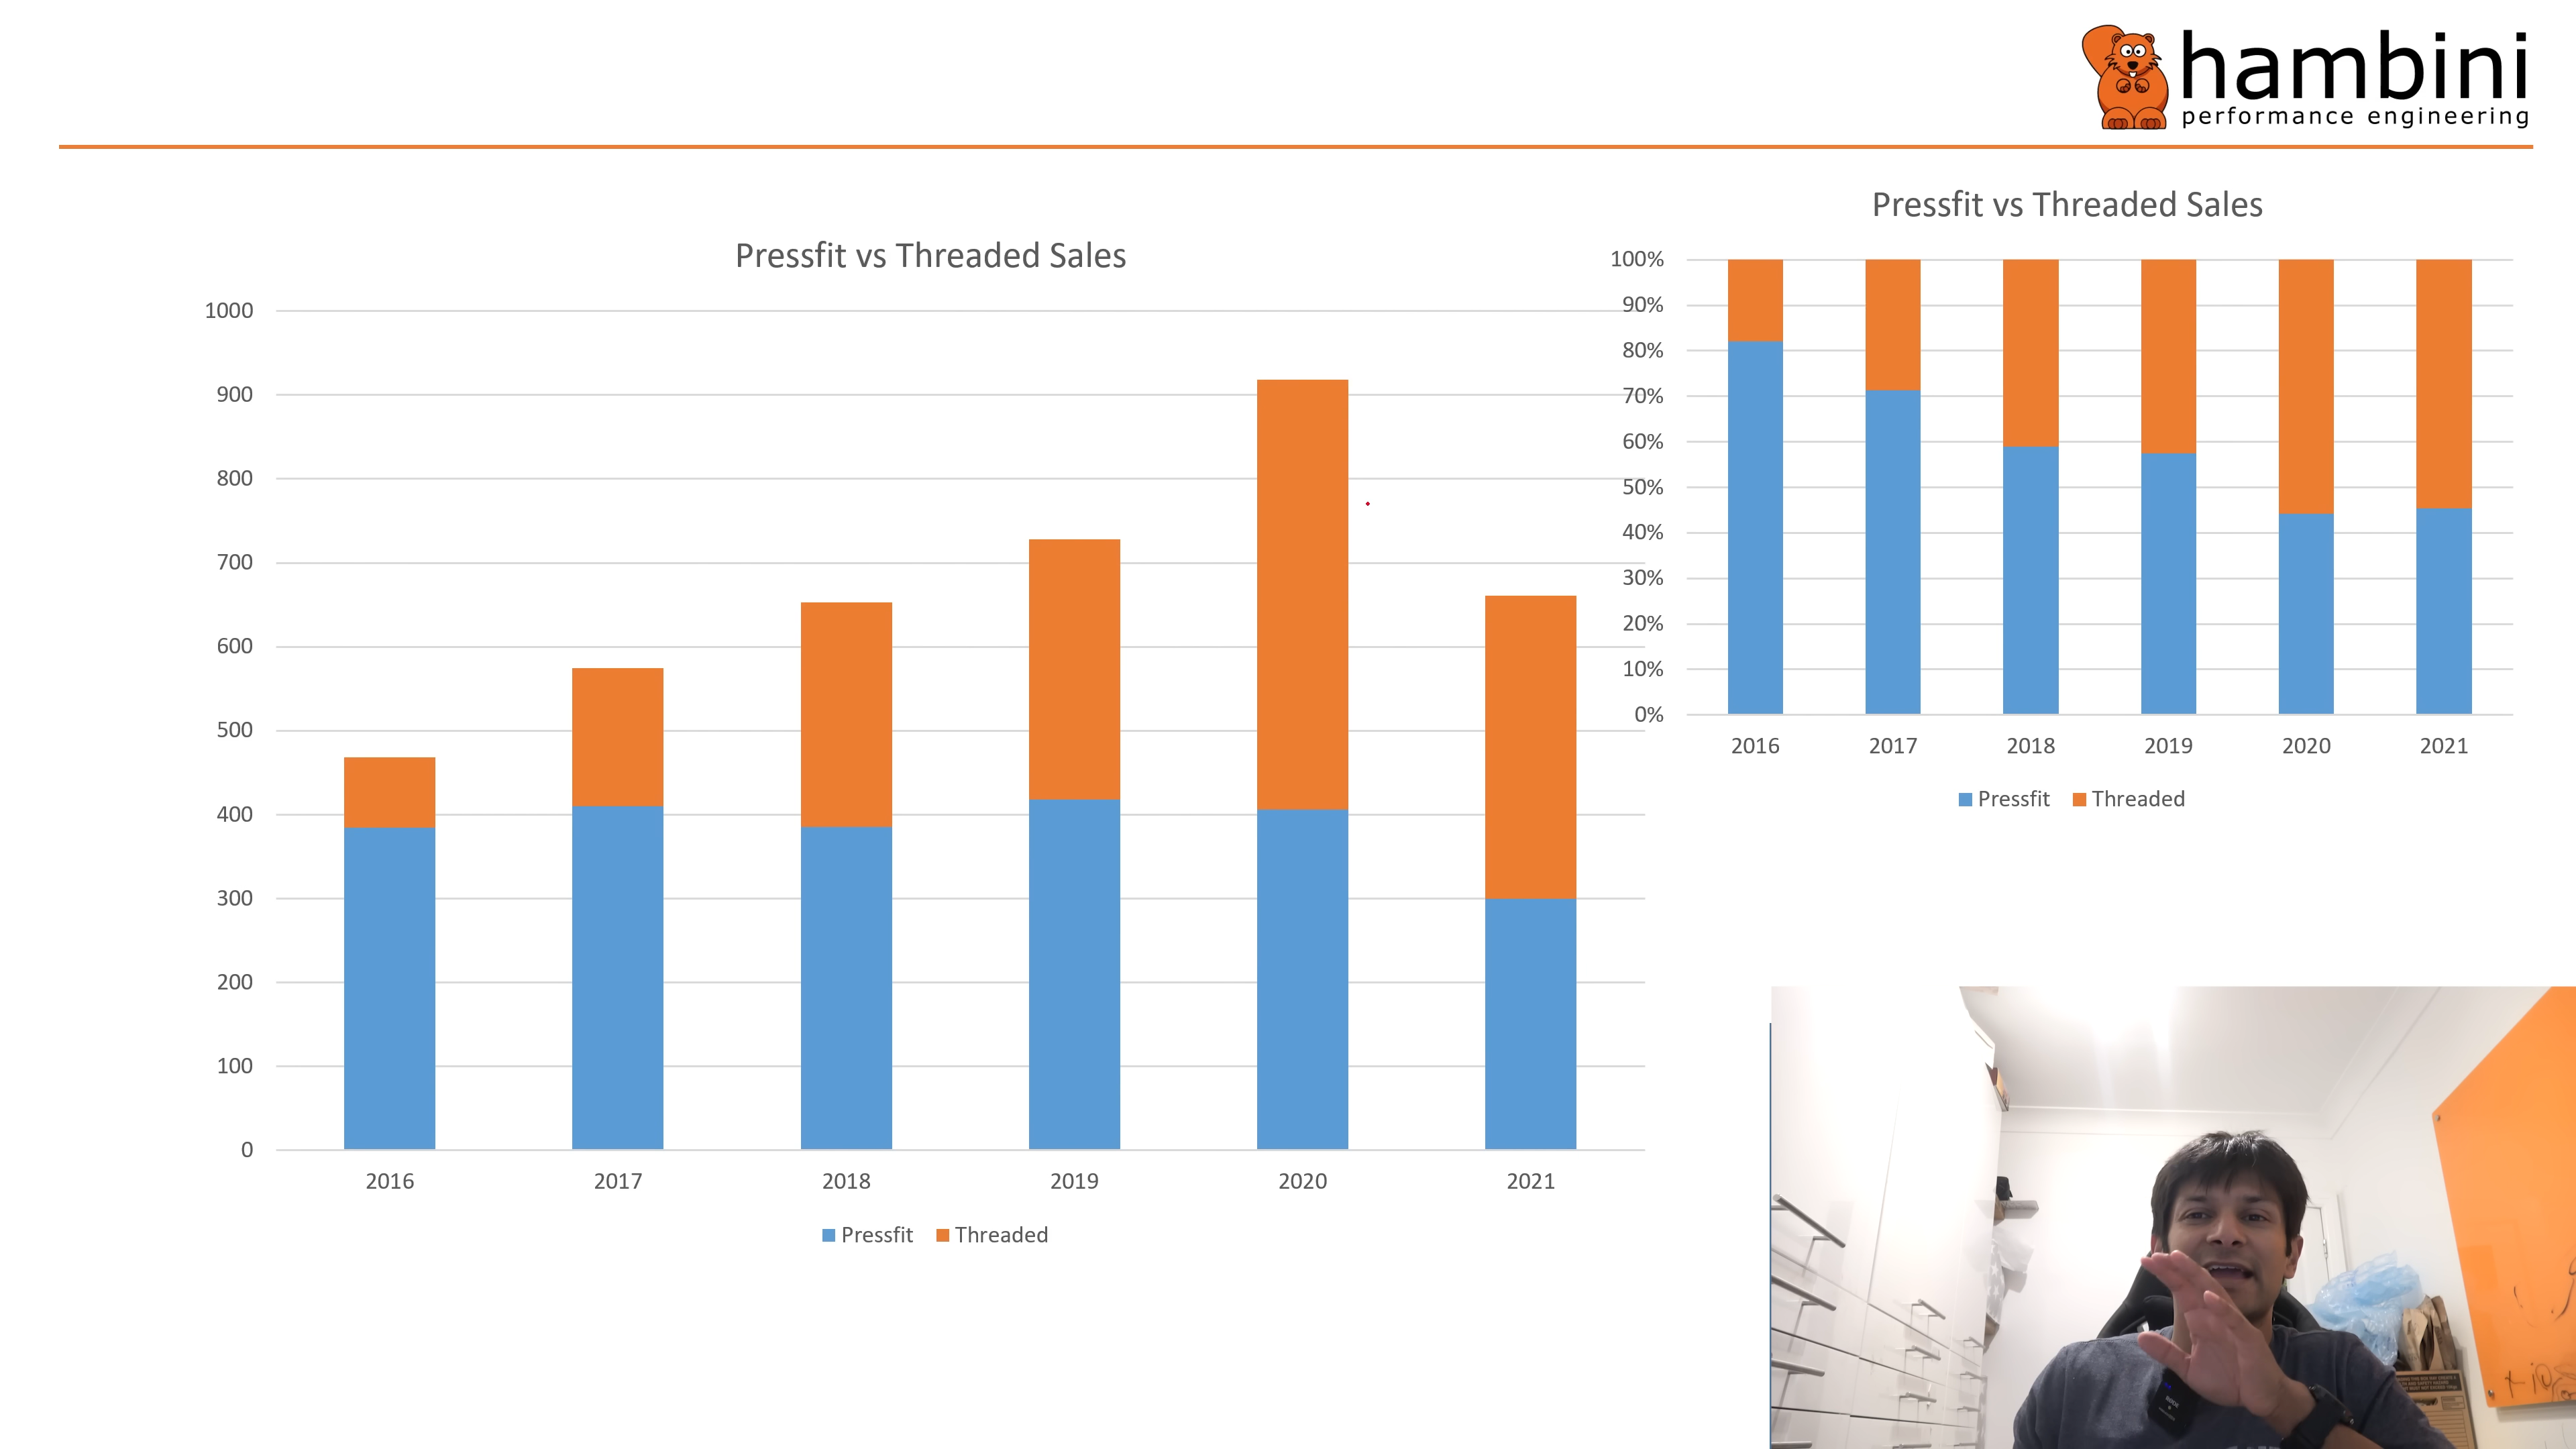 hambini
performance engineering
Pressfit vs Threaded Sales
1000
900
800
700
600
500
400
300
200
100
0
2016 2017 2018 2019 2020 2021
Pressfit Threaded
Pressfit vs Threaded Sales
100%
90%
80%
70%
60%
50%
40%
30%
20%
10%
0%
2016 2017 2018 2019 2020 2021
Pressfit Threaded